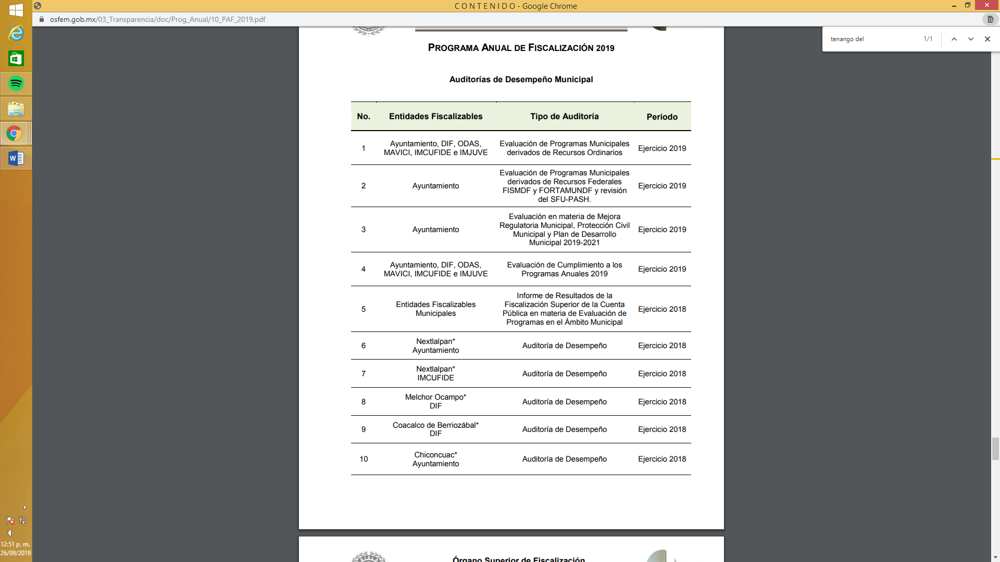 C O N T E N I D O - Google Chrome
osfem.gob.mx/03_Transparencia/doc/Prog_Anual/10_PAF_2019.pdf
tenango del 1/1
PROGRAMA ANUAL DE FISCALIZACIÓN 2019
Auditorías de Desempeño Municipal
No. Entidades Fiscalizables Tipo de Auditoría Periodo
1 Ayuntamiento, DIF, ODAS, MAVICI, IMCUFIDE e IMJUVE Evaluación de Programas Municipales derivados de Recursos Ordinarios Ejercicio 2019
2 Ayuntamiento Evaluación de Programas Municipales derivados de Recursos Federales FISMDF y FORTAMUNDF y revisión del SFU-PASH. Ejercicio 2019
3 Ayuntamiento Evaluación en materia de Mejora Regulatoria Municipal, Protección Civil Municipal y Plan de Desarrollo Municipal 2019-2021 Ejercicio 2019
4 Ayuntamiento, DIF, ODAS, MAVICI, IMCUFIDE e IMJUVE Evaluación de Cumplimiento a los Programas Anuales 2019 Ejercicio 2019
5 Entidades Fiscalizables Municipales Informe de Resultados de la Fiscalización Superior de la Cuenta Pública en materia de Evaluación de Programas en el Ámbito Municipal Ejercicio 2018
6 Nextlalpan* Ayuntamiento Auditoría de Desempeño Ejercicio 2018
7 Nextlalpan* IMCUFIDE Auditoría de Desempeño Ejercicio 2018
8 Melchor Ocampo* DIF Auditoría de Desempeño Ejercicio 2018
9 Coacalco de Berriozábal* DIF Auditoría de Desempeño Ejercicio 2018
10 Chiconcuac* Ayuntamiento Auditoría de Desempeño Ejercicio 2018
Órgano Superior de Fiscalización
12:51 p. m.
26/09/2019